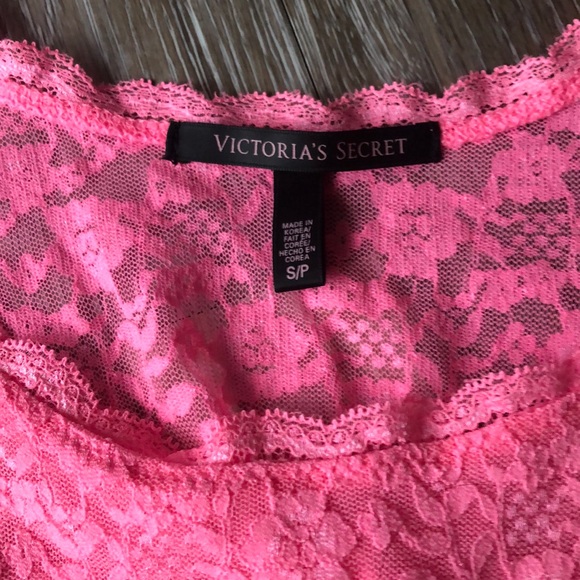 VICTORIA'S SECRET
MADE IN
KOREA/
FAIT EN
CORÉE/
HECHO EN
COREA
S/P